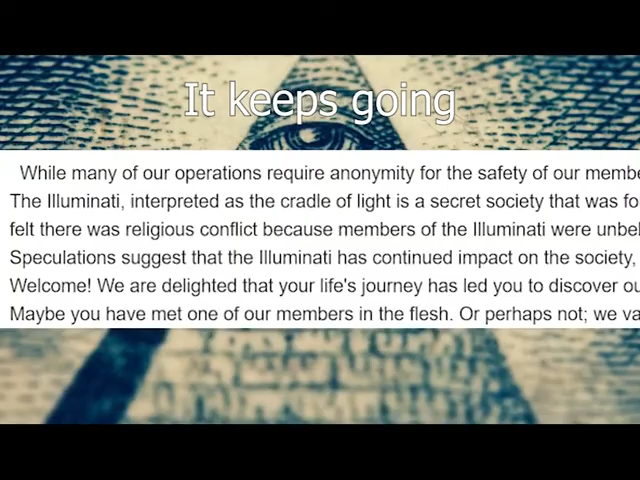 It keeps going
While many of our operations require anonymity for the safety of our membe
The Illuminati, interpreted as the cradle of light is a secret society that was fo
felt there was religious conflict because members of the Illuminati were unbel
Speculations suggest that the Illuminati has continued impact on the society,
Welcome! We are delighted that your life's journey has led you to discover ou
Maybe you have met one of our members in the flesh. Or perhaps not; we va